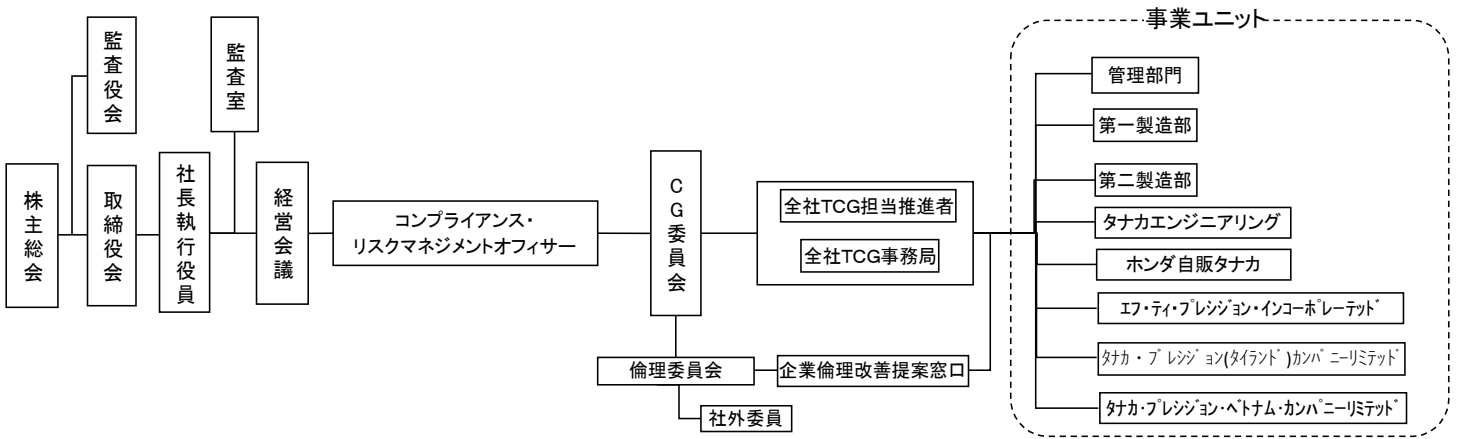 事業ユニット
監査役会
監査室
株主総会
取締役会
社長執行役員
経営会議
コンプライアンス・
リスクマネジメントオフィサー
CG委員会
全社TCG担当推進者
全社TCG事務局
倫理委員会
企業倫理改善提案窓口
社外委員
管理部門
第一製造部
第二製造部
タナカエンジニアリング
ホンダ自販タナカ
ｴﾌ･ﾃｨ･ﾌﾟﾚｼｼﾞｮﾝ･ｲﾝｺｰﾎﾟﾚｰﾃｯﾄﾞ
ﾀﾅｶ・ﾌﾟﾚｼｼﾞｮﾝ(ﾀｲﾗﾝﾄﾞ)ｶﾝﾊﾟﾆｰﾘﾐﾃｯﾄﾞ
ﾀﾅｶ･ﾌﾟﾚｼｼﾞｮﾝ･ﾍﾞﾄﾅﾑ･ｶﾝﾊﾟﾆｰﾘﾐﾃｯﾄﾞ